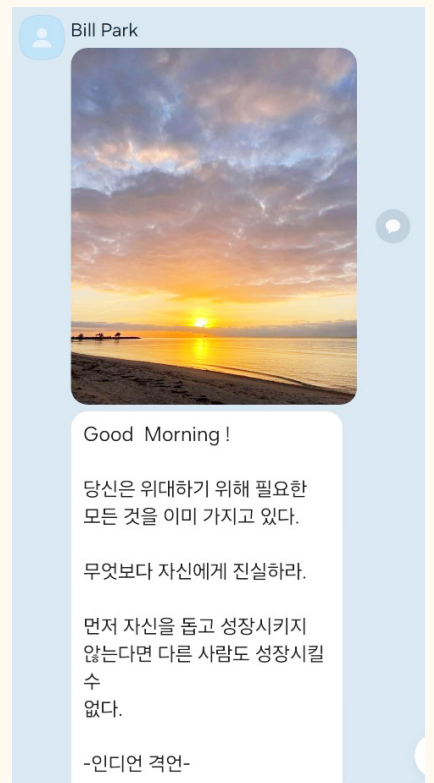 Bill Park
Good Morning !
당신은 위대하기 위해 필요한
모든 것을 이미 가지고 있다.
무엇보다 자신에게 진실하라.
먼저 자신을 돕고 성장시키지
않는다면 다른 사람도 성장시킬
수
없다.
-인디언 격언-